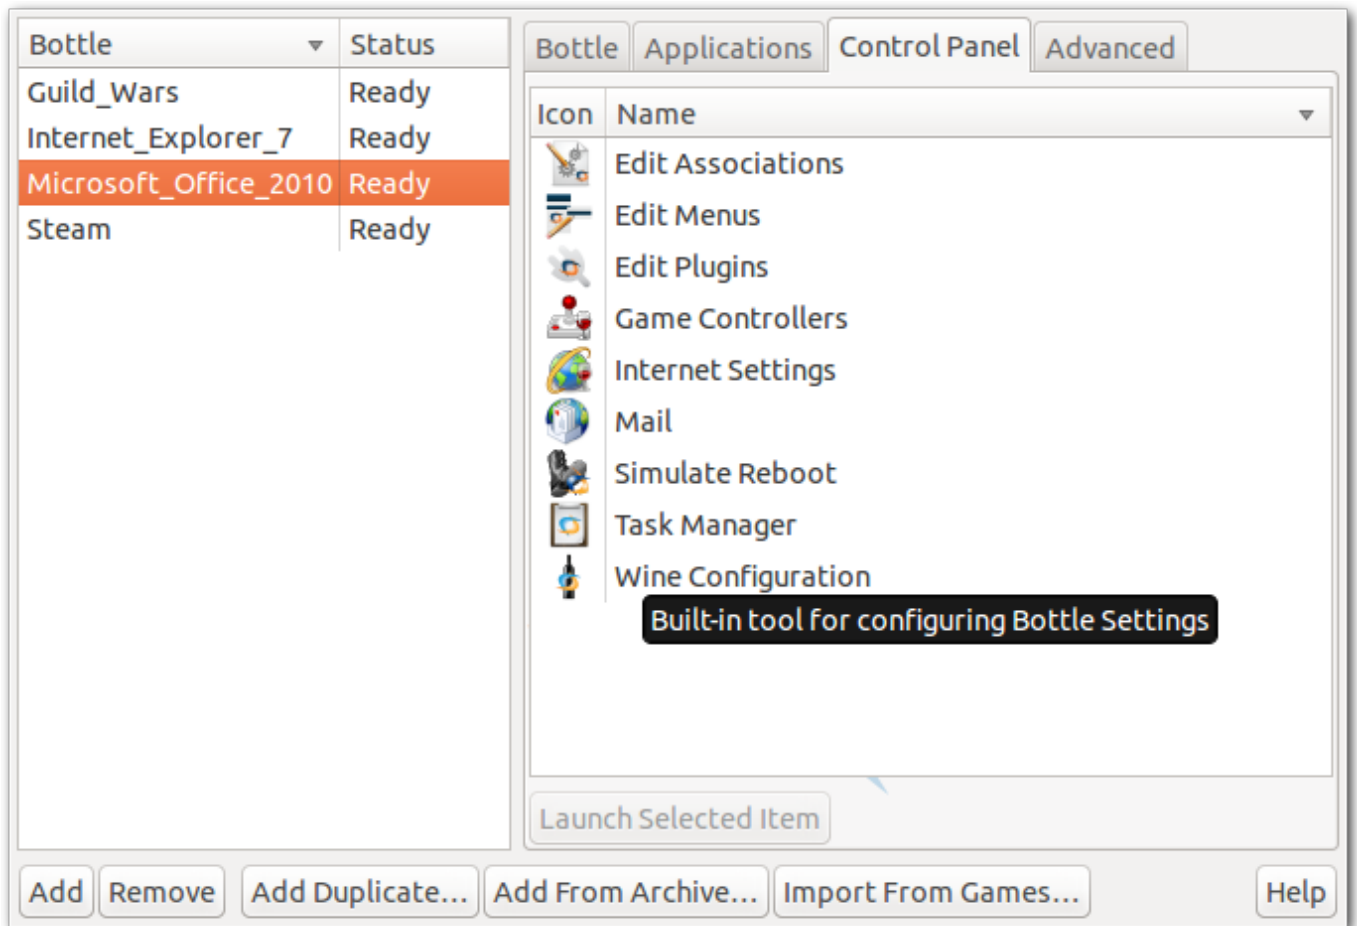 Bottle Status
Guild_Wars Ready
Internet_Explorer_7 Ready
Microsoft_Office_2010 Ready
Steam Ready
Bottle Applications Control Panel Advanced
Icon Name
Edit Associations
Edit Menus
Edit Plugins
Game Controllers
Internet Settings
Mail
Simulate Reboot
Task Manager
Wine Configuration
Built-in tool for configuring Bottle Settings
Launch Selected Item
Add Remove Add Duplicate... Add From Archive... Import From Games... Help